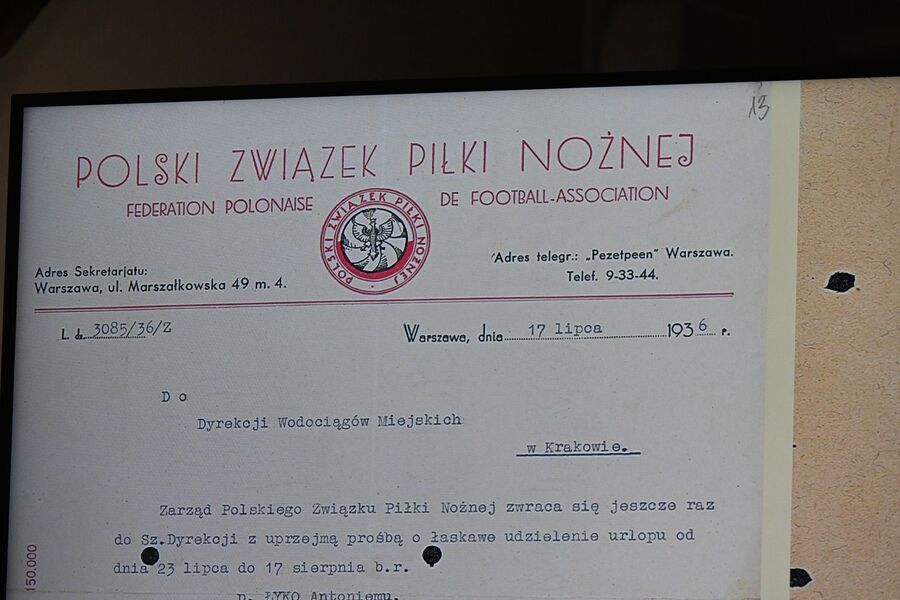 13
POLSKI ZWIĄZEK PIŁKI NOŻNEJ
FEDERATION POLONAISE DE FOOTBALL-ASSOCIATION
POLSKI ZWIĄZEK PIŁKI NOŻNEJ
Adres Sekretarjatu:
Warszawa, ul. Marszałkowska 49 m. 4.
Adres telegr.: „Pezetpeen" Warszawa.
Telef. 9-33-44.
L. dz. 3085/36/Z
Warszawa, dnia 17 lipca 1936 r.
Do
Dyrekcji Wodociągów Miejskich
w Krakowie.
Zarząd Polskiego Związku Piłki Nożnej zwraca się jeszcze raz
do Sz.Dyrekcji z uprzejmą prośbą o łaskawe udzielenie urlopu od
dnia 23 lipca do 17 sierpnia b.r.
p. ŁYKO Antoniemu.
150.000